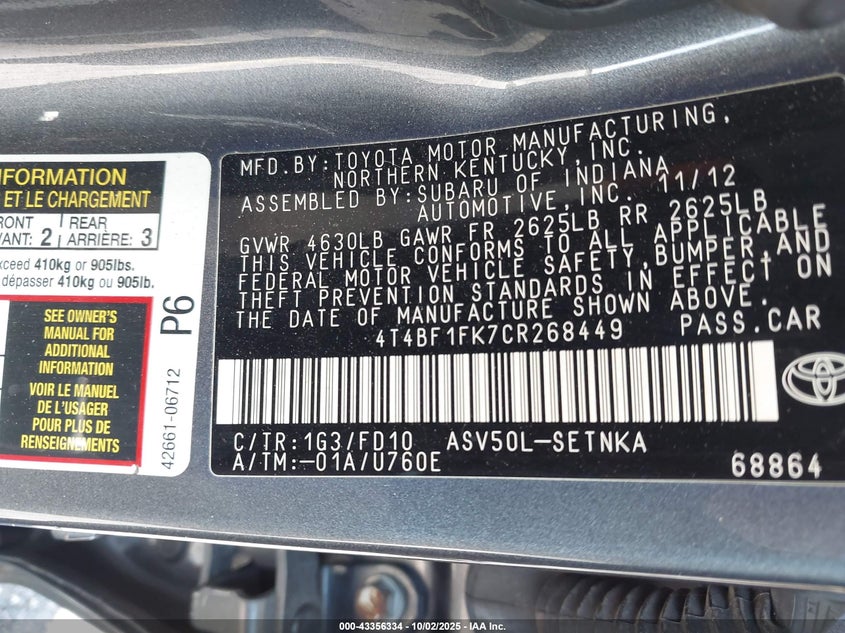 INFORMATION
ET LE CHARGEMENT
FRONT
REAR
AVANT: 2
ARRIÈRE: 3
exceed 410kg or 905lbs.
dépasser 410kg ou 905lb.
SEE OWNER'S
MANUAL FOR
ADDITIONAL
INFORMATION
VOIR LE MANUEL
DE L'USAGER
POUR PLUS DE
RENSEIGNEMENTS
P6
42661-06712
MFD.BY:TOYOTA MOTOR MANUFACTURING,
NORTHERN KENTUCKY, INC.
ASSEMBLED BY:SUBARU OF INDIANA
AUTOMOTIVE, INC. 11/12
GVWR 4630LB GAWR FR 2625LB RR 2625LB
THIS VEHICLE CONFORMS TO ALL APPLICABLE
FEDERAL MOTOR VEHICLE SAFETY, BUMPER, AND
THEFT PREVENTION STANDARDS IN EFFECT ON
THE DATE OF MANUFACTURE SHOWN ABOVE.
4T4BF1FK7CR268449 PASS.CAR
C/TR:1G3/FD10 ASV50L-SETNKA
A/TM:-01A/U760E
68864
TOYOTA
000-43356334 - 10/02/2025 - IAA Inc.